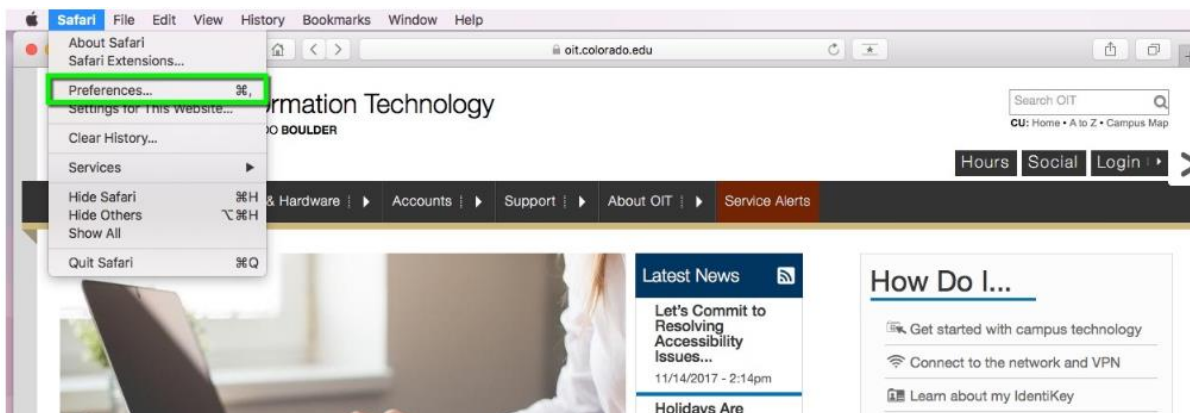 Safari File Edit View History Bookmarks Window Help
About Safari
Safari Extensions...
Preferences... ⌘,
Settings for This Website...
Clear History...
Services ▶
Hide Safari ⌘H
Hide Others ⌥⌘H
Show All
Quit Safari ⌘Q
oit.colorado.edu
Technology
BOULDER
Search OIT
CU: Home • A to Z • Campus Map
Hours Social Login
& Hardware Accounts Support About OIT Service Alerts
Latest News
Let's Commit to
Resolving
Accessibility
Issues...
11/14/2017 - 2:14pm
Holidays Are
How Do I...
Get started with campus technology
Connect to the network and VPN
Learn about my IdentiKey